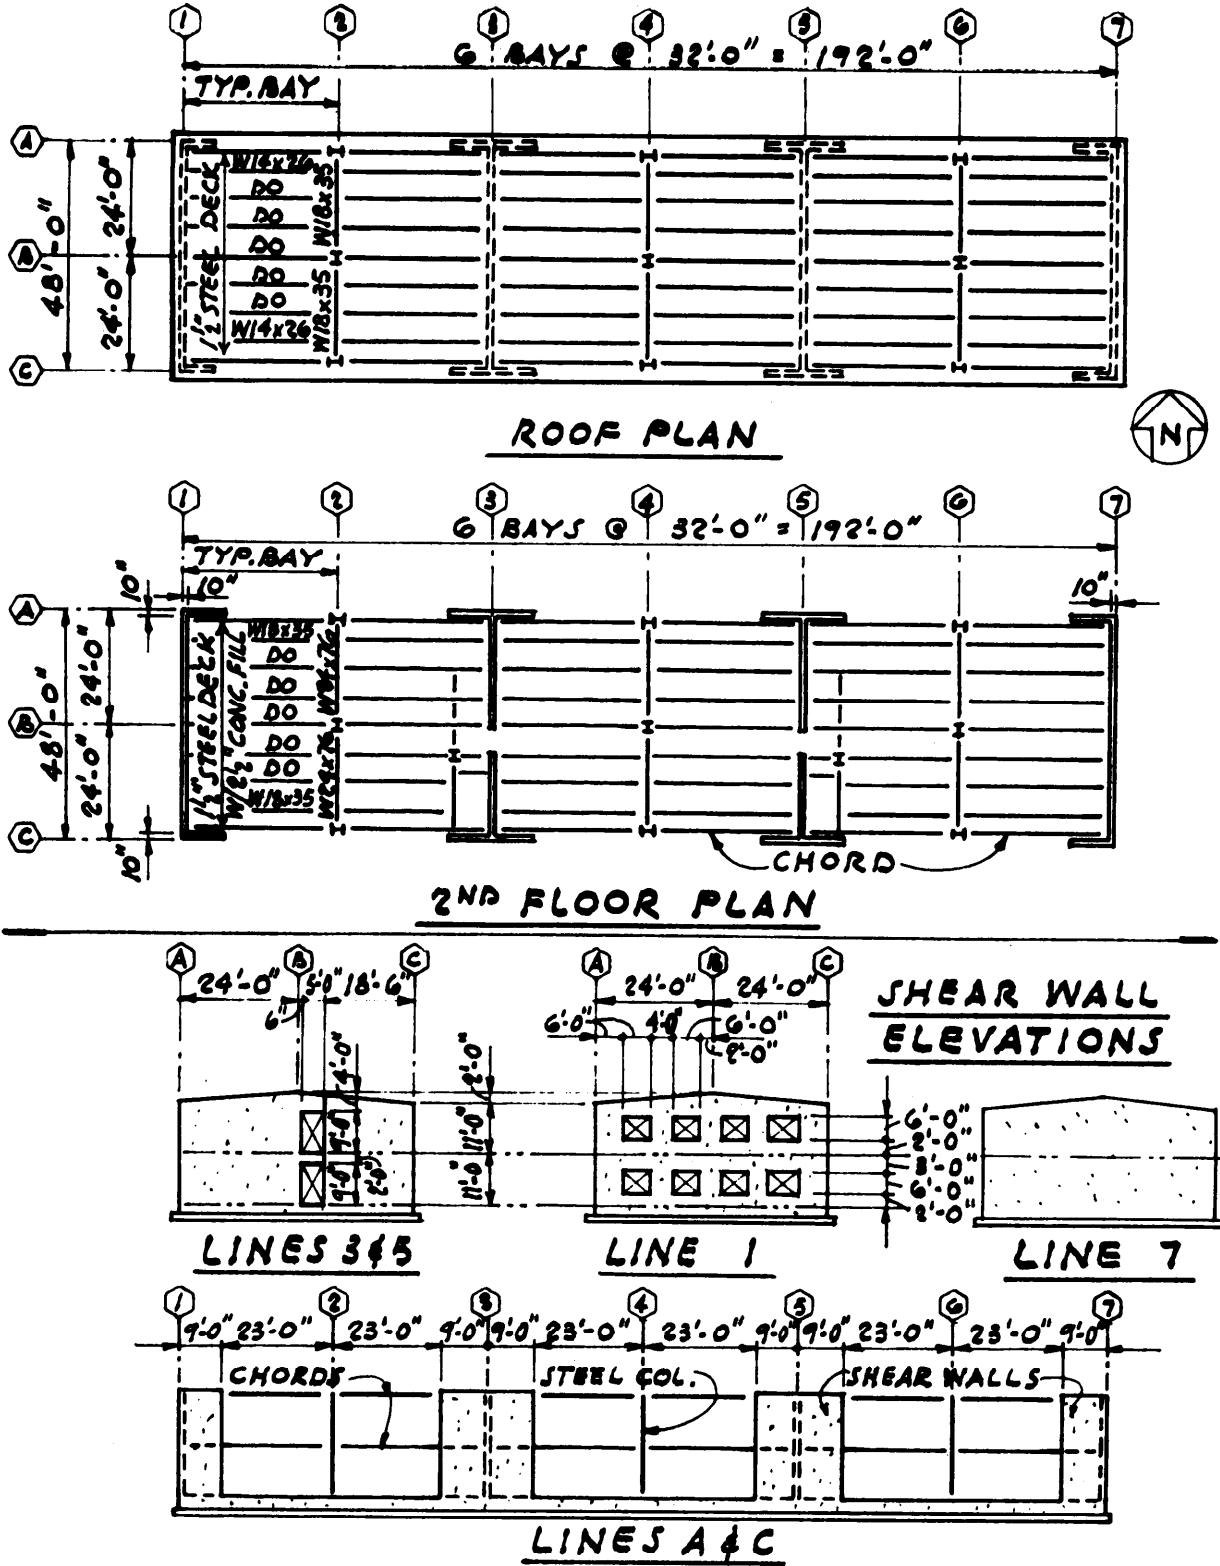 1 2 3 4 5 6 7
6 BAYS @ 32'-0" = 192'-0"
TYP. BAY
A
B
C
48'-0"
24'-0"
24'-0"
1½" STEEL DECK
W14x26
DO
DO
DO
DO
DO
W14x26
W18x35
W18x35
ROOF PLAN
N
1 2 3 4 5 6 7
6 BAYS @ 32'-0" = 192'-0"
TYP. BAY
10"
10"
10"
A
B
C
48'-0"
24'-0"
24'-0"
10"
1½" STEEL DECK
W/2½" CONC. FILL
W18x35
DO
DO
DO
DO
DO
W18x35
W24x76
W24x76
CHORD
2ND FLOOR PLAN
A B C
24'-0" 5'-0" 18'-6"
6"
4'-0"
9'-0"
9'-0"
2'-0"
2'-0"
11'-0"
11'-0"
LINES 3 & 5
A B C
24'-0" 24'-0"
6'-0" 4'-0" 6'-0"
2'-0"
6'-0"
2'-0"
3'-0"
6'-0"
2'-0"
LINE 1
SHEAR WALL
ELEVATIONS
LINE 7
1 2 3 4 5 6 7
9'-0" 23'-0" 23'-0" 9'-0" 9'-0" 23'-0" 23'-0" 9'-0" 9'-0" 23'-0" 23'-0" 9'-0"
CHORDS STEEL COL. SHEAR WALLS
LINES A & C